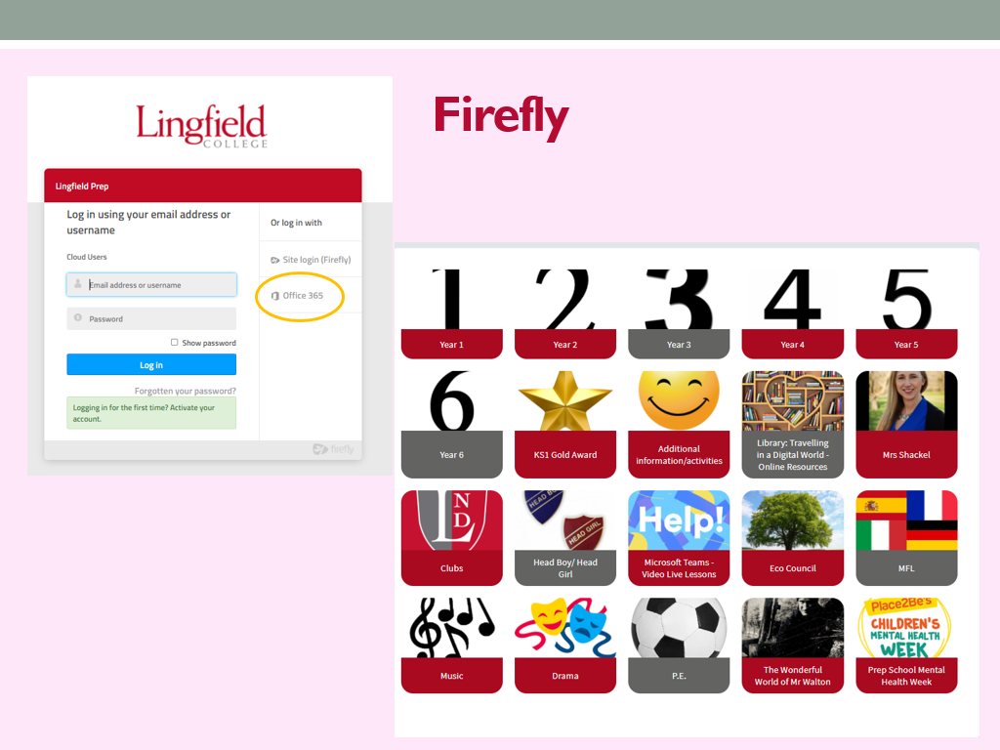 Firefly
Lingfield
COLLEGE
Lingfield Prep
Log in using your email address or
username
Cloud Users
Email address or username
Password
Show password
Log in
Forgotten your password?
Logging in for the first time? Activate your
account.
Or log in with
Site login (Firefly)
Office 365
firefly
1
2
3
4
5
Year 1
Year 2
Year 3
Year 4
Year 5
6
Year 6
KS1 Gold Award
Additional
information/activities
Library: Travelling
in a Digital World -
Online Resources
Mrs Shackel
N
L
D
Clubs
HEAD BO
HEAD GIRL
Head Boy/ Head
Girl
Help!
Microsoft Teams -
Video Live Lessons
Eco Council
MFL
Music
Drama
P.E.
The Wonderful
World of Mr Walton
Place2Be's
CHILDREN'S
MENTAL HEALTH
WEEK
Prep School Mental
Health Week